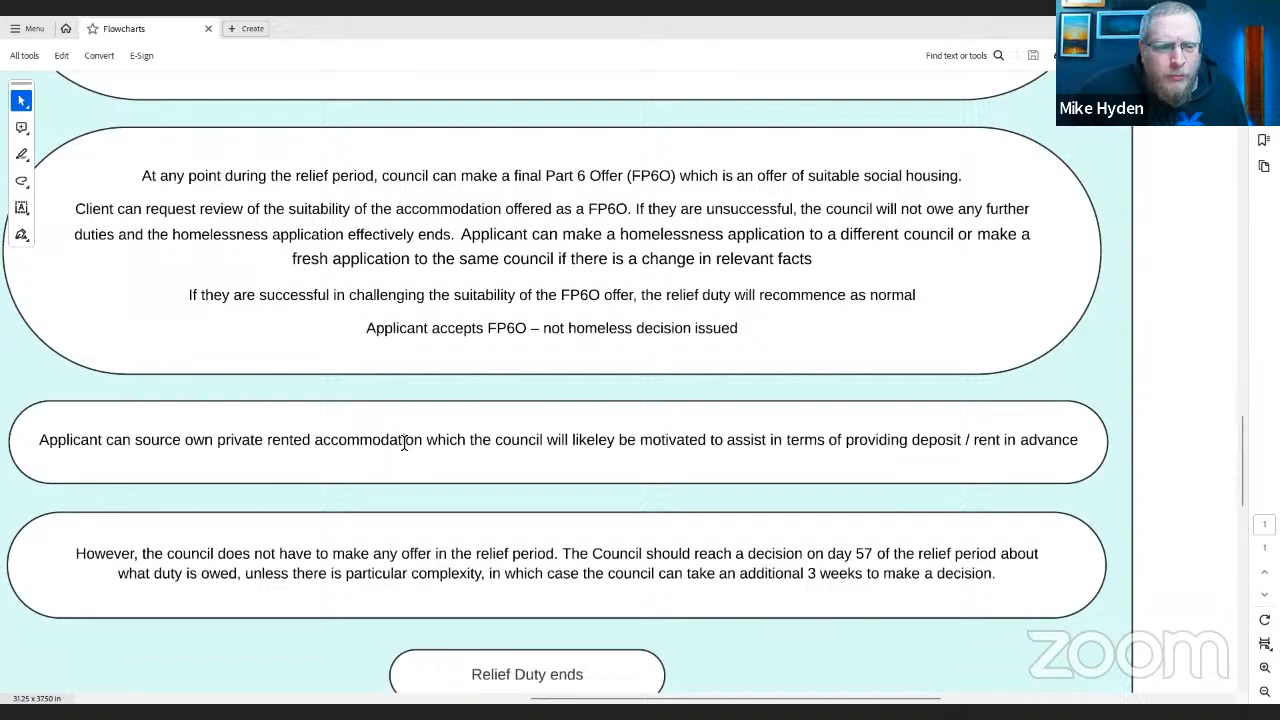 Menu
Flowcharts
Create
All tools
Edit
Convert
E-Sign
Find text or tools
Mike Hyden
At any point during the relief period, council can make a final Part 6 Offer (FP6O) which is an offer of suitable social housing.
Client can request review of the suitability of the accommodation offered as a FP6O. If they are unsuccessful, the council will not owe any further
duties and the homelessness application effectively ends. Applicant can make a homelessness application to a different council or make a
fresh application to the same council if there is a change in relevant facts
If they are successful in challenging the suitability of the FP6O offer, the relief duty will recommence as normal
Applicant accepts FP6O – not homeless decision issued
Applicant can source own private rented accommodation which the council will likeley be motivated to assist in terms of providing deposit / rent in advance
However, the council does not have to make any offer in the relief period. The Council should reach a decision on day 57 of the relief period about
what duty is owed, unless there is particular complexity, in which case the council can take an additional 3 weeks to make a decision.
1
1
zoom
Relief Duty ends
31.25 x 37.50 in